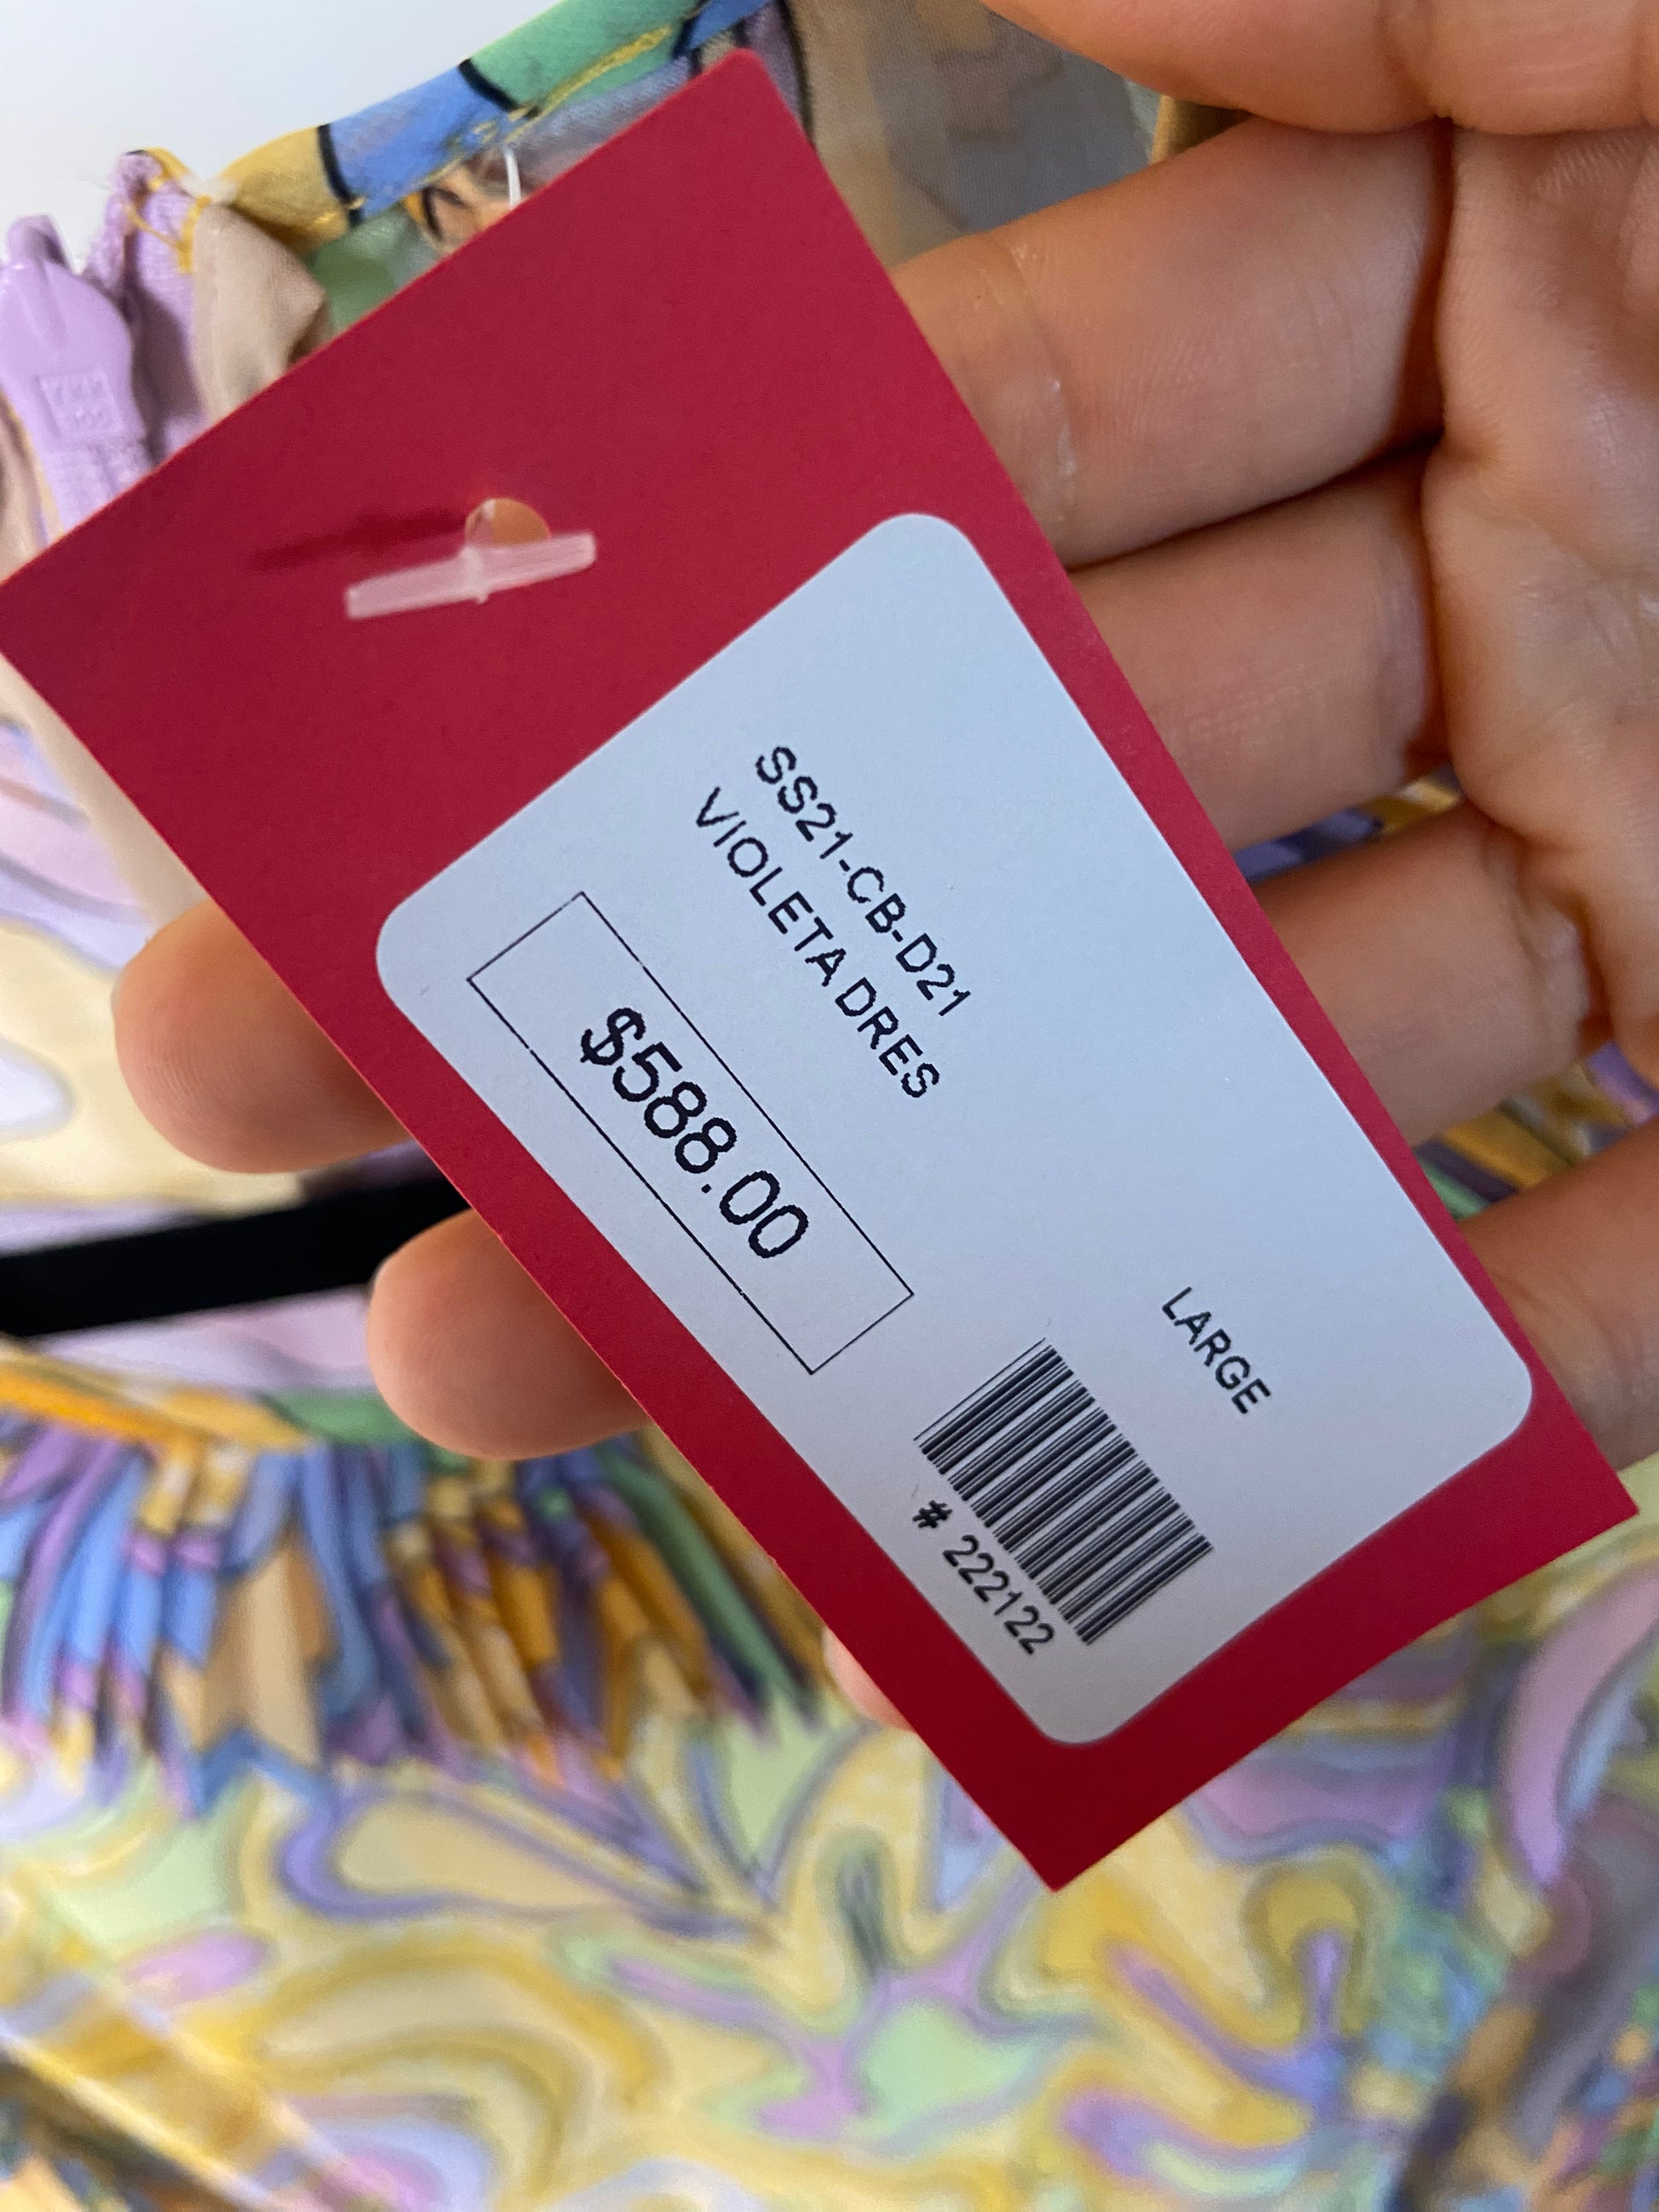 SS21-CB-D21
VIOLETA DRES
$588.00
LARGE
# 222122